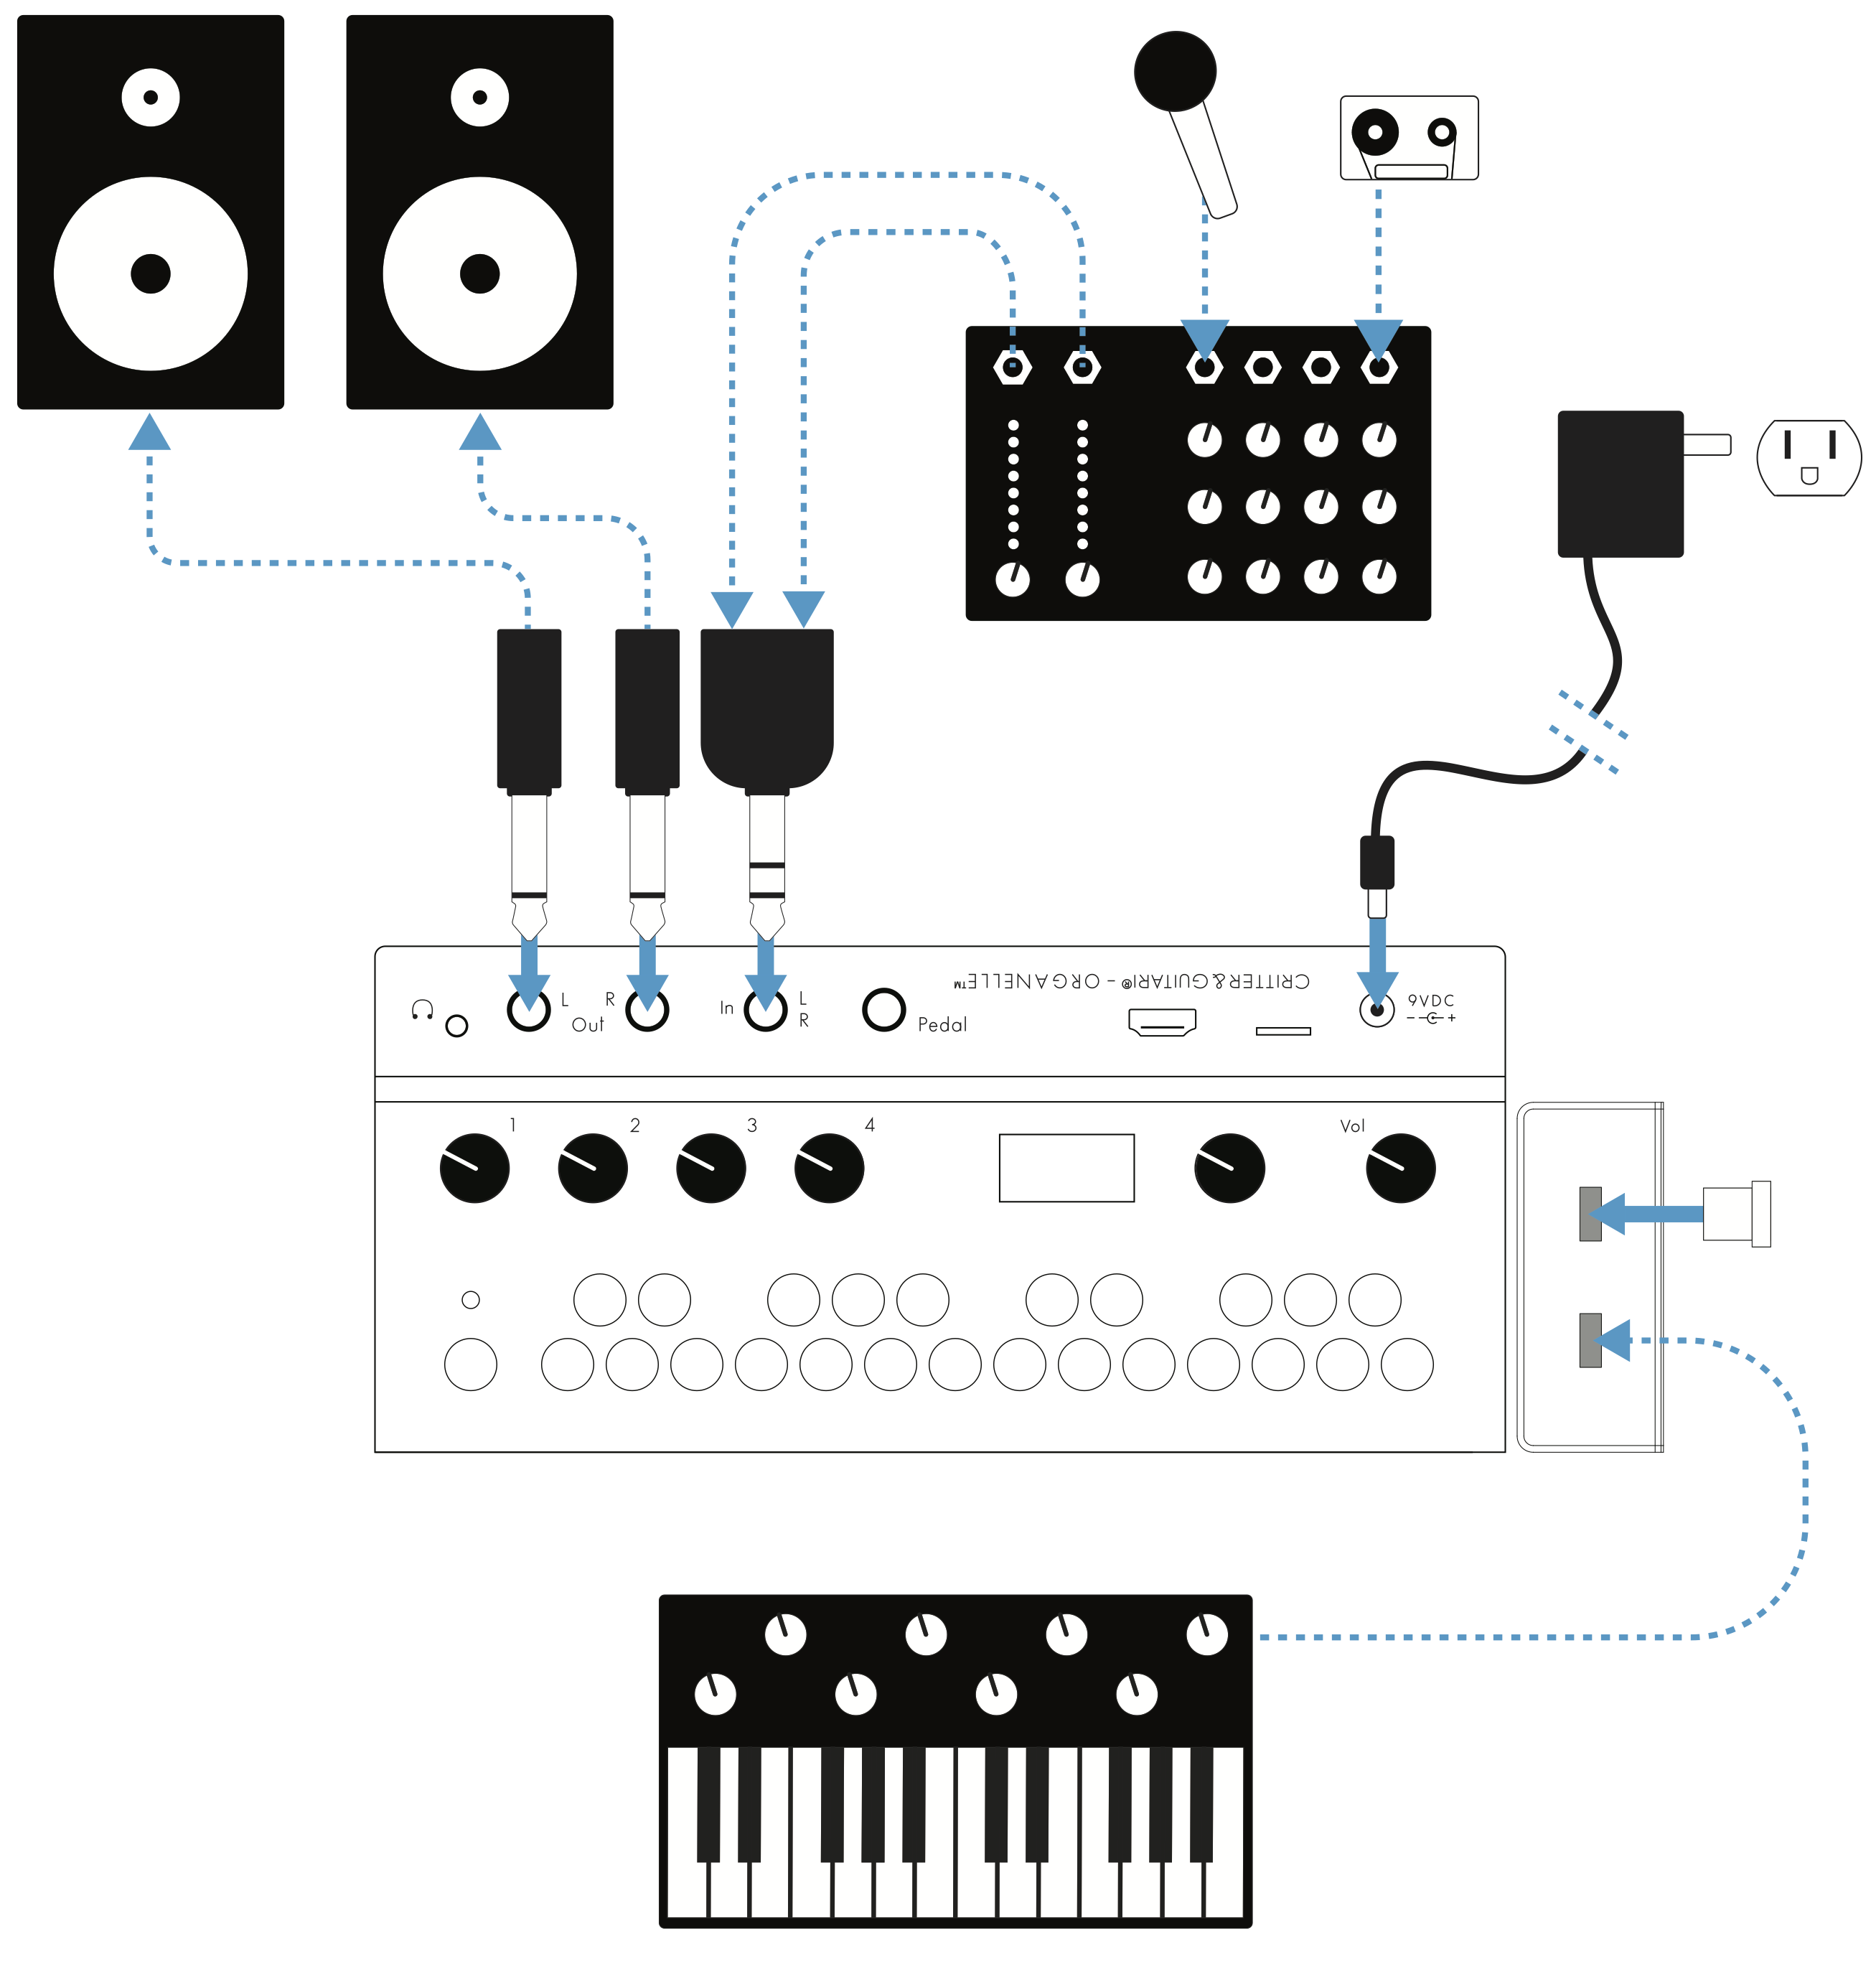 CRITTER & GUITARI® - ORGANELLE™
L
R
Out
In
L
R
Pedal
9VDC
- +
1
2
3
4
Vol